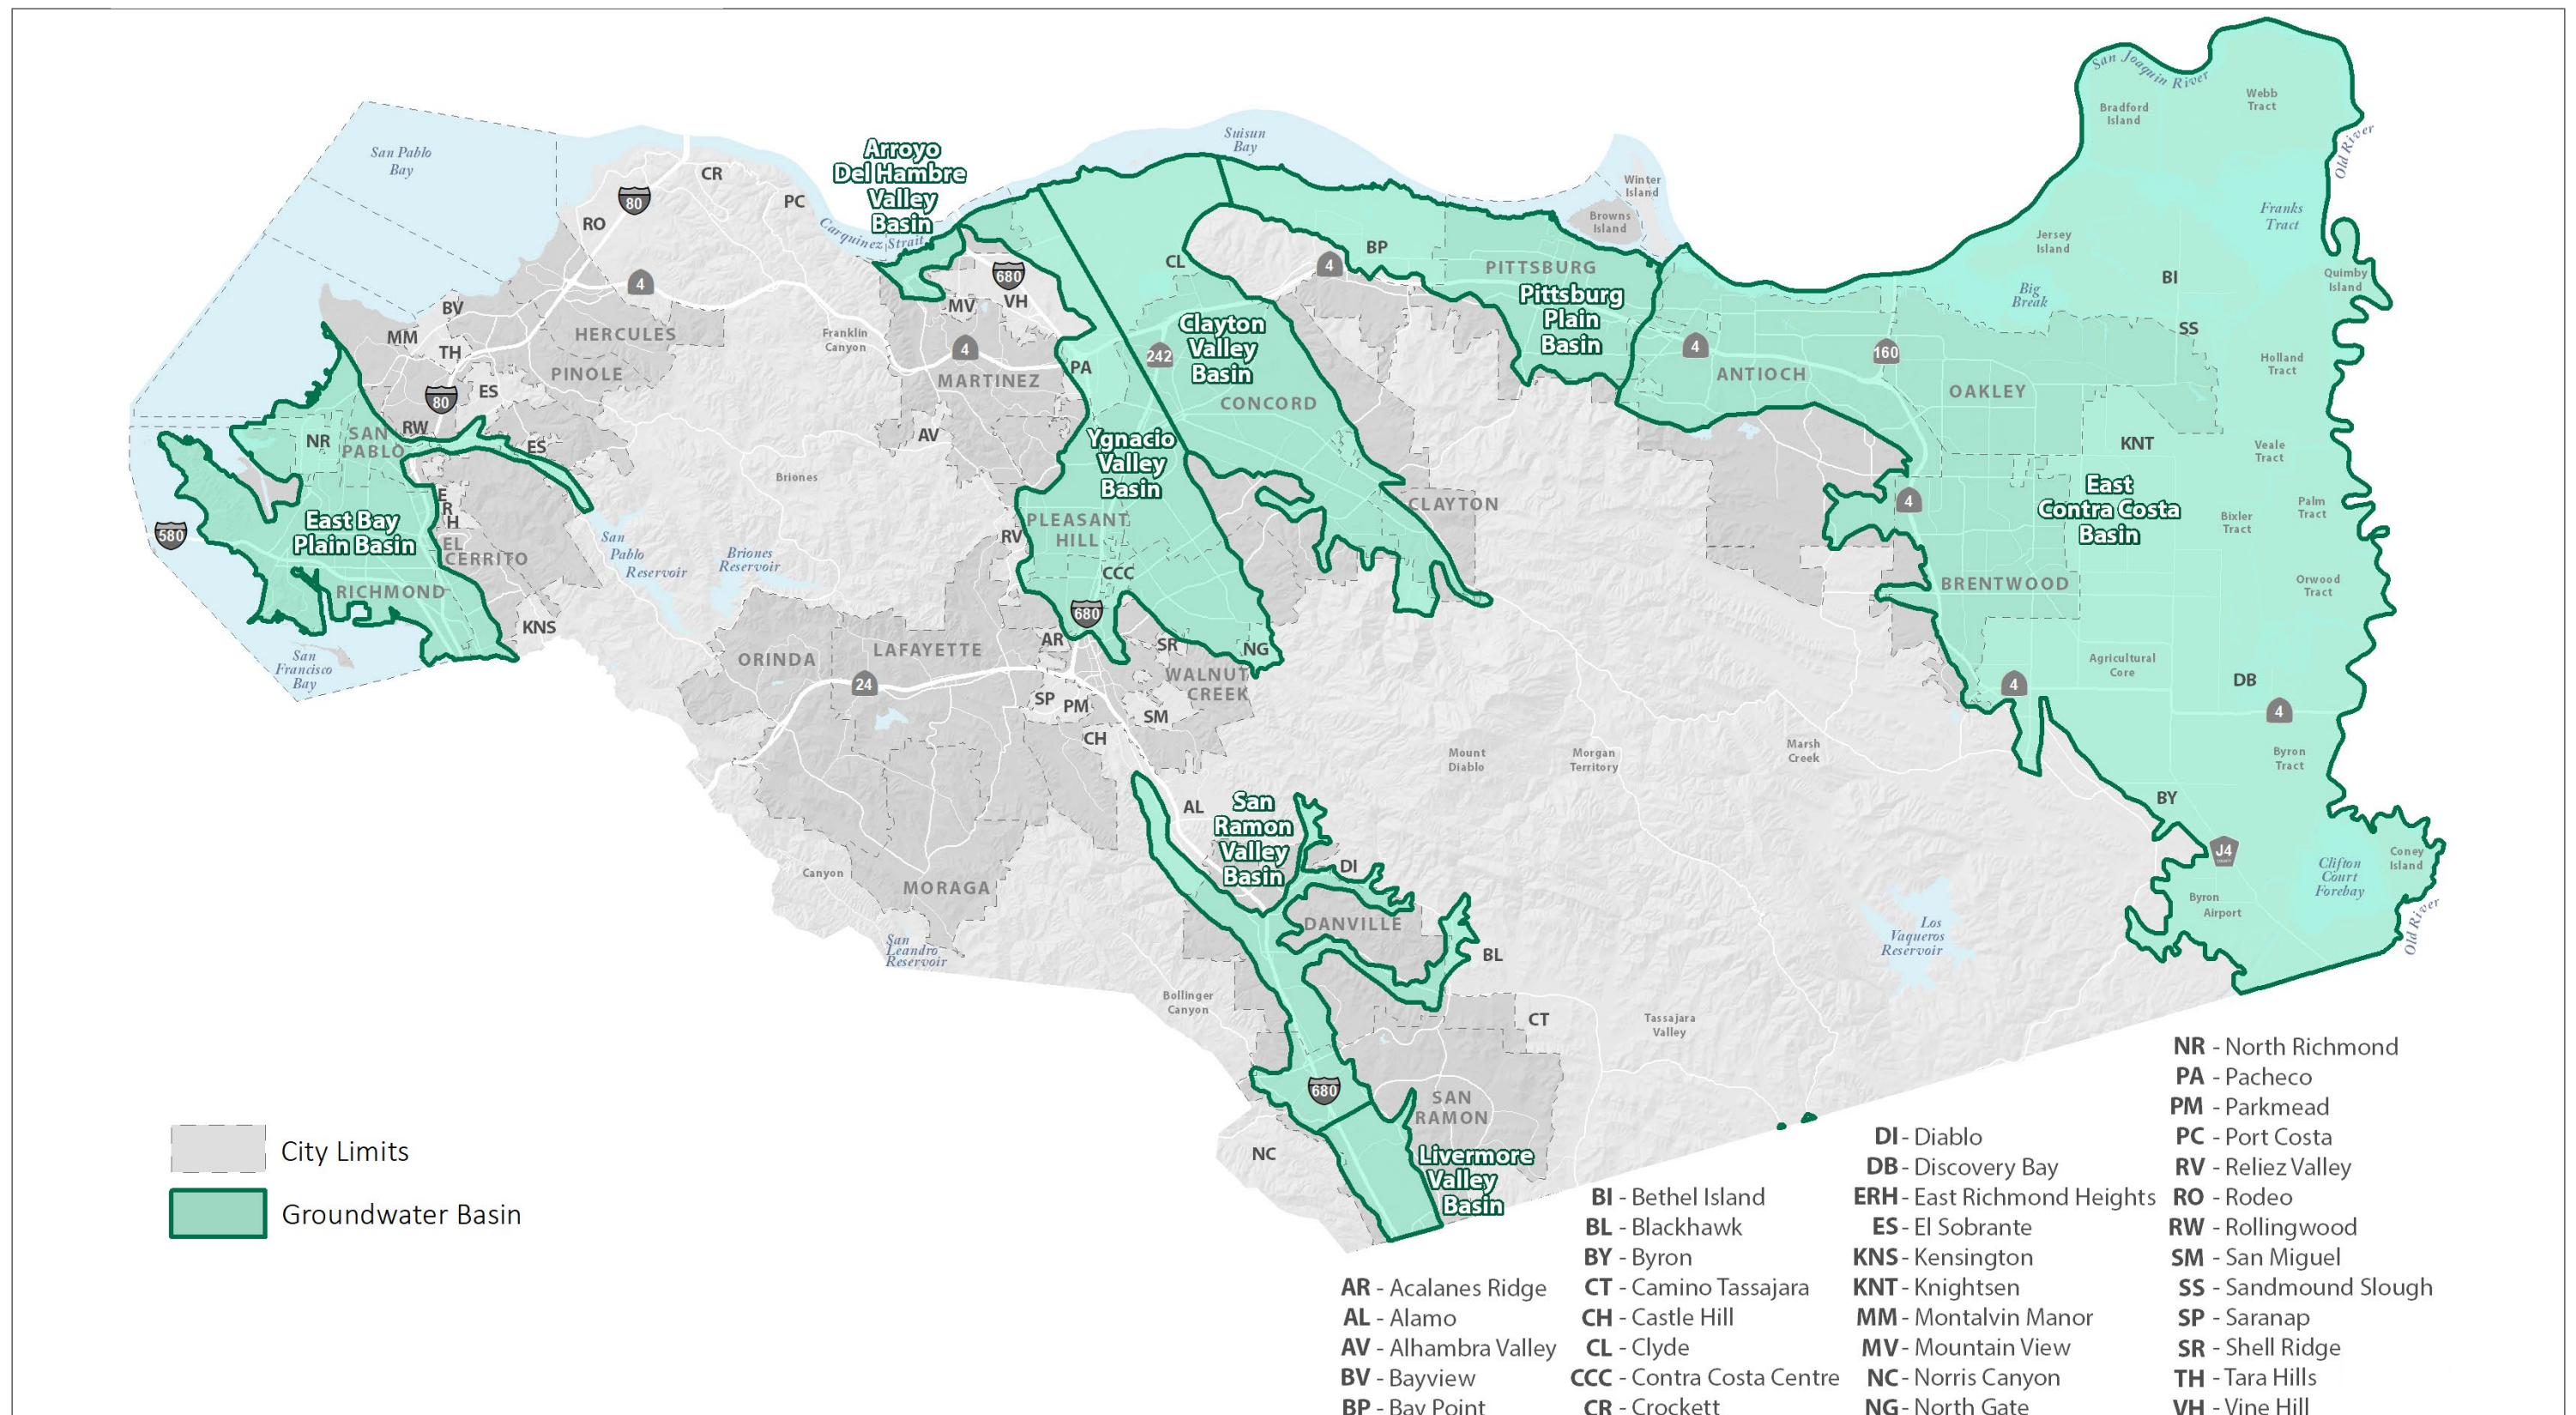 San Joaquin River
Webb
Tract
Bradford
Island
Old River
Suisun
Bay
Arroyo
Del Hambre
Valley
Basin
San Pablo
Bay
CR
80
PC
RO
Carquinez Strait
Winter
Island
Browns
Island
Franks
Tract
Jersey
Island
BI
Quimby
Island
CL
BP
4
PITTSBURG
680
4
MV
VH
Big
Break
BV
MM
TH
HERCULES
Franklin
Canyon
SS
Pittsburg
Plain
Basin
Clayton
Valley
Basin
4
242
4
160
Holland
Tract
PINOLE
ES
80
MARTINEZ
PA
ANTIOCH
OAKLEY
CONCORD
NR
SAN
PABLO
RW
ES
AV
Ygnacio
Valley
Basin
KNT
Veale
Tract
Briones
E
R
H
CLAYTON
4
East
Contra Costa
Basin
Palm
Tract
Bixler
Tract
East Bay
Plain Basin
580
EL
CERRITO
San
Pablo
Reservoir
Briones
Reservoir
RV
PLEASANT
HILL
CCC
RICHMOND
BRENTWOOD
Orwood
Tract
KNS
680
AR
SR
NG
San
Francisco
Bay
ORINDA
LAFAYETTE
24
WALNUT
CREEK
Agricultural
Core
DB
4
4
SP
PM
SM
CH
Mount
Diablo
Morgan
Territory
Marsh
Creek
Byron
Tract
AL
San
Ramon
Valley
Basin
BY
J4
COUNTY
Clifton
Court
Forebay
Coney
Island
Canyon
MORAGA
DI
DANVILLE
Byron
Airport
Old River
San
Leandro
Reservoir
BL
Los
Vaqueros
Reservoir
Bollinger
Canyon
CT
Tassajara
Valley
680
SAN
RAMON
NC
Livermore
Valley
Basin
City Limits
Groundwater Basin
AR - Acalanes Ridge
AL - Alamo
AV - Alhambra Valley
BV - Bayview
BP - Bay Point
BI - Bethel Island
BL - Blackhawk
BY - Byron
CT - Camino Tassajara
CH - Castle Hill
CL - Clyde
CCC - Contra Costa Centre
CR - Crockett
DI - Diablo
DB - Discovery Bay
ERH - East Richmond Heights
ES - El Sobrante
KNS - Kensington
KNT - Knightsen
MM - Montalvin Manor
MV - Mountain View
NC - Norris Canyon
NG - North Gate
NR - North Richmond
PA - Pacheco
PM - Parkmead
PC - Port Costa
RV - Reliez Valley
RO - Rodeo
RW - Rollingwood
SM - San Miguel
SS - Sandmound Slough
SP - Saranap
SR - Shell Ridge
TH - Tara Hills
VH - Vine Hill